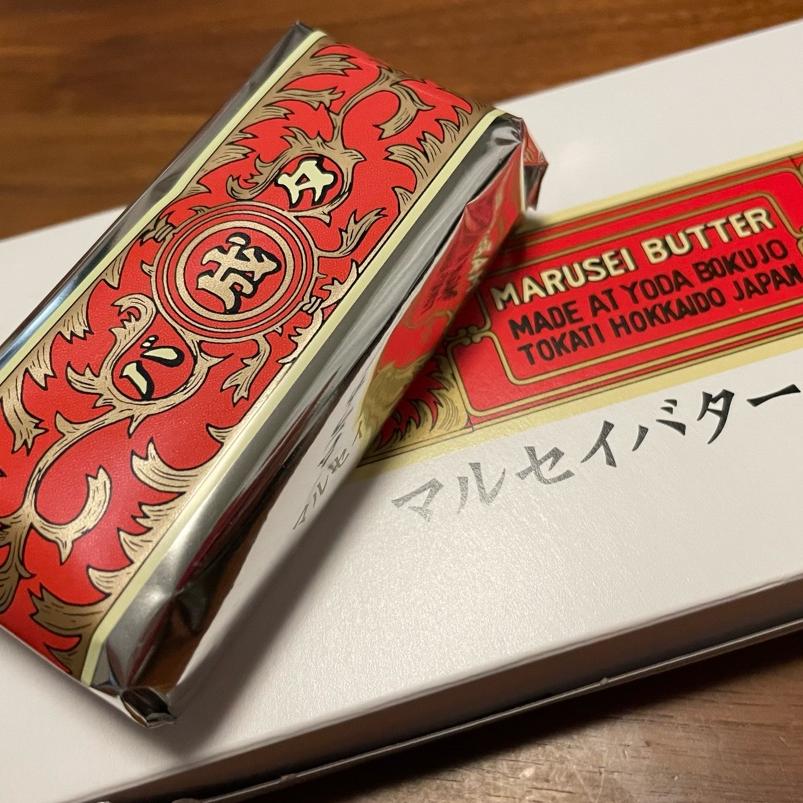 タ
成
バ
MARUSEI BUTTER
MADE AT YODA BOKUJO
TOKATI HOKKAIDO JAPAN
マルセイバター